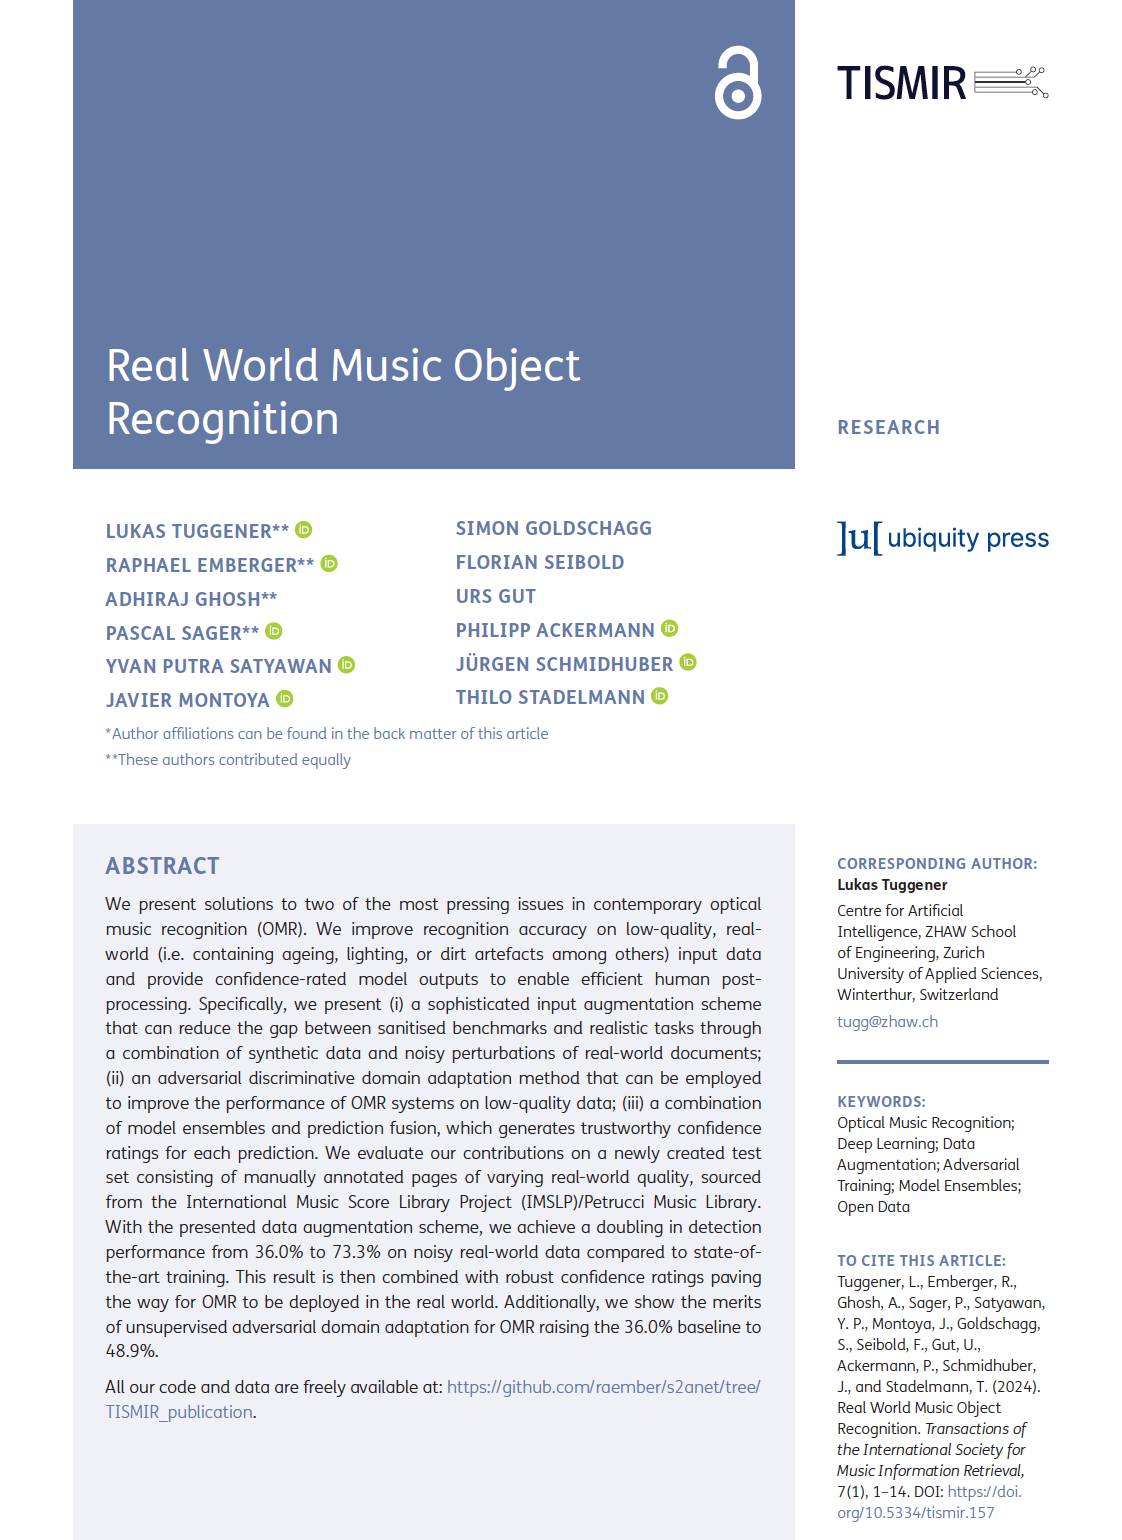 TISMIR
Real World Music Object
Recognition
RESEARCH
LUKAS TUGGENER**
RAPHAEL EMBERGER**
ADHIRAJ GHOSH**
PASCAL SAGER**
YVAN PUTRA SATYAWAN
JAVIER MONTOYA
SIMON GOLDSCHAGG
FLORIAN SEIBOLD
URS GUT
PHILIPP ACKERMANN
JÜRGEN SCHMIDHUBER
THILO STADELMANN
*Author affiliations can be found in the back matter of this article
**These authors contributed equally
]u[ ubiquity press
ABSTRACT
We present solutions to two of the most pressing issues in contemporary optical
music recognition (OMR). We improve recognition accuracy on low-quality, real-
world (i.e. containing ageing, lighting, or dirt artefacts among others) input data
and provide confidence-rated model outputs to enable efficient human post-
processing. Specifically, we present (i) a sophisticated input augmentation scheme
that can reduce the gap between sanitised benchmarks and realistic tasks through
a combination of synthetic data and noisy perturbations of real-world documents;
(ii) an adversarial discriminative domain adaptation method that can be employed
to improve the performance of OMR systems on low-quality data; (iii) a combination
of model ensembles and prediction fusion, which generates trustworthy confidence
ratings for each prediction. We evaluate our contributions on a newly created test
set consisting of manually annotated pages of varying real-world quality, sourced
from the International Music Score Library Project (IMSLP)/Petrucci Music Library.
With the presented data augmentation scheme, we achieve a doubling in detection
performance from 36.0% to 73.3% on noisy real-world data compared to state-of-
the-art training. This result is then combined with robust confidence ratings paving
the way for OMR to be deployed in the real world. Additionally, we show the merits
of unsupervised adversarial domain adaptation for OMR raising the 36.0% baseline to
48.9%.
All our code and data are freely available at: https://github.com/raember/s2anet/tree/
TISMIR_publication.
CORRESPONDING AUTHOR:
Lukas Tuggener
Centre for Artificial
Intelligence, ZHAW School
of Engineering, Zurich
University of Applied Sciences,
Winterthur, Switzerland
tugg@zhaw.ch
KEYWORDS:
Optical Music Recognition;
Deep Learning; Data
Augmentation; Adversarial
Training; Model Ensembles;
Open Data
TO CITE THIS ARTICLE:
Tuggener, L., Emberger, R.,
Ghosh, A., Sager, P., Satyawan,
Y. P., Montoya, J., Goldschagg,
S., Seibold, F., Gut, U.,
Ackermann, P., Schmidhuber,
J., and Stadelmann, T. (2024).
Real World Music Object
Recognition. Transactions of
the International Society for
Music Information Retrieval,
7(1), 1–14. DOI: https://doi.
org/10.5334/tismir.157